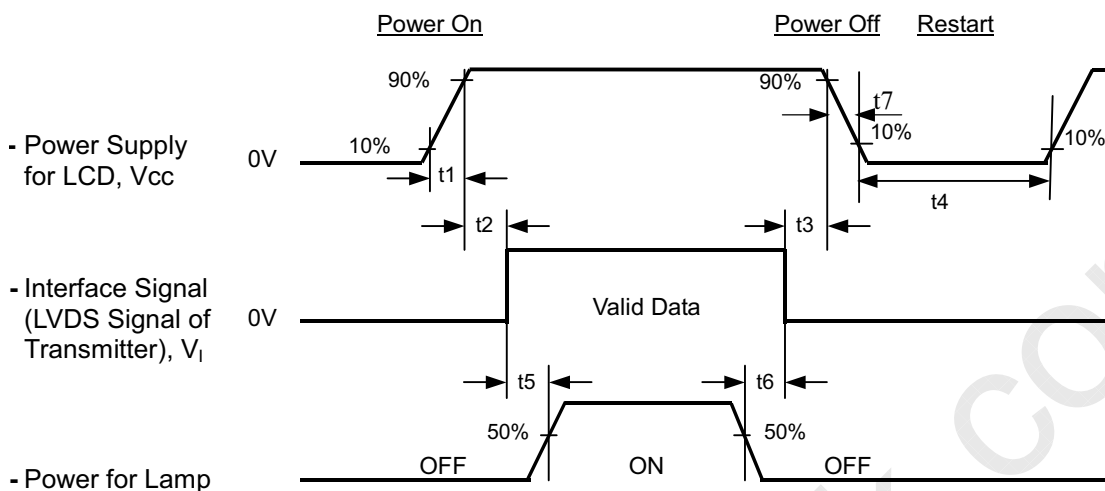 Power On
Power Off
Restart
90%
90%
t7
- Power Supply
for LCD, Vcc
0V
10%
10%
10%
t1
t4
t2
t3
- Interface Signal
(LVDS Signal of
Transmitter), VI
0V
Valid Data
t5
t6
50%
50%
OFF
ON
OFF
- Power for Lamp